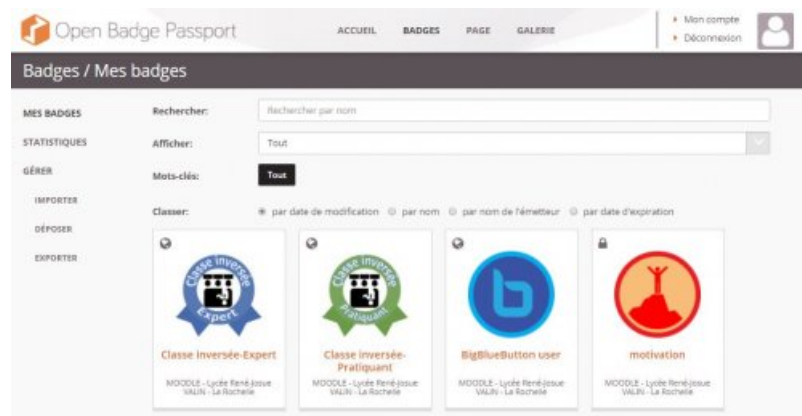 Open Badge Passport
ACCUEIL BADGES PAGE GALERIE
Mon compte
Déconnexion
Badges / Mes badges
MES BADGES
STATISTIQUES
GÉRER
IMPORTER
DÉPOSER
EXPORTER
Rechercher: Rechercher par nom
Afficher: Tout
Mots-clés: Tout
Classer: par date de modification par nom par nom de l'émetteur par date d'expiration
Classe inversée
Expert
Classe inversée-Expert
MOODLE - Lycée René-Josue
VALIN - La Rochelle
Classe inversée
Pratiquant
Classe inversée-
Pratiquant
MOODLE - Lycée René-Josue
VALIN - La Rochelle
b
BigBlueButton user
MOODLE - Lycée René-Josue
VALIN - La Rochelle
motivation
MOODLE - Lycée René-Josue
VALIN - La Rochelle